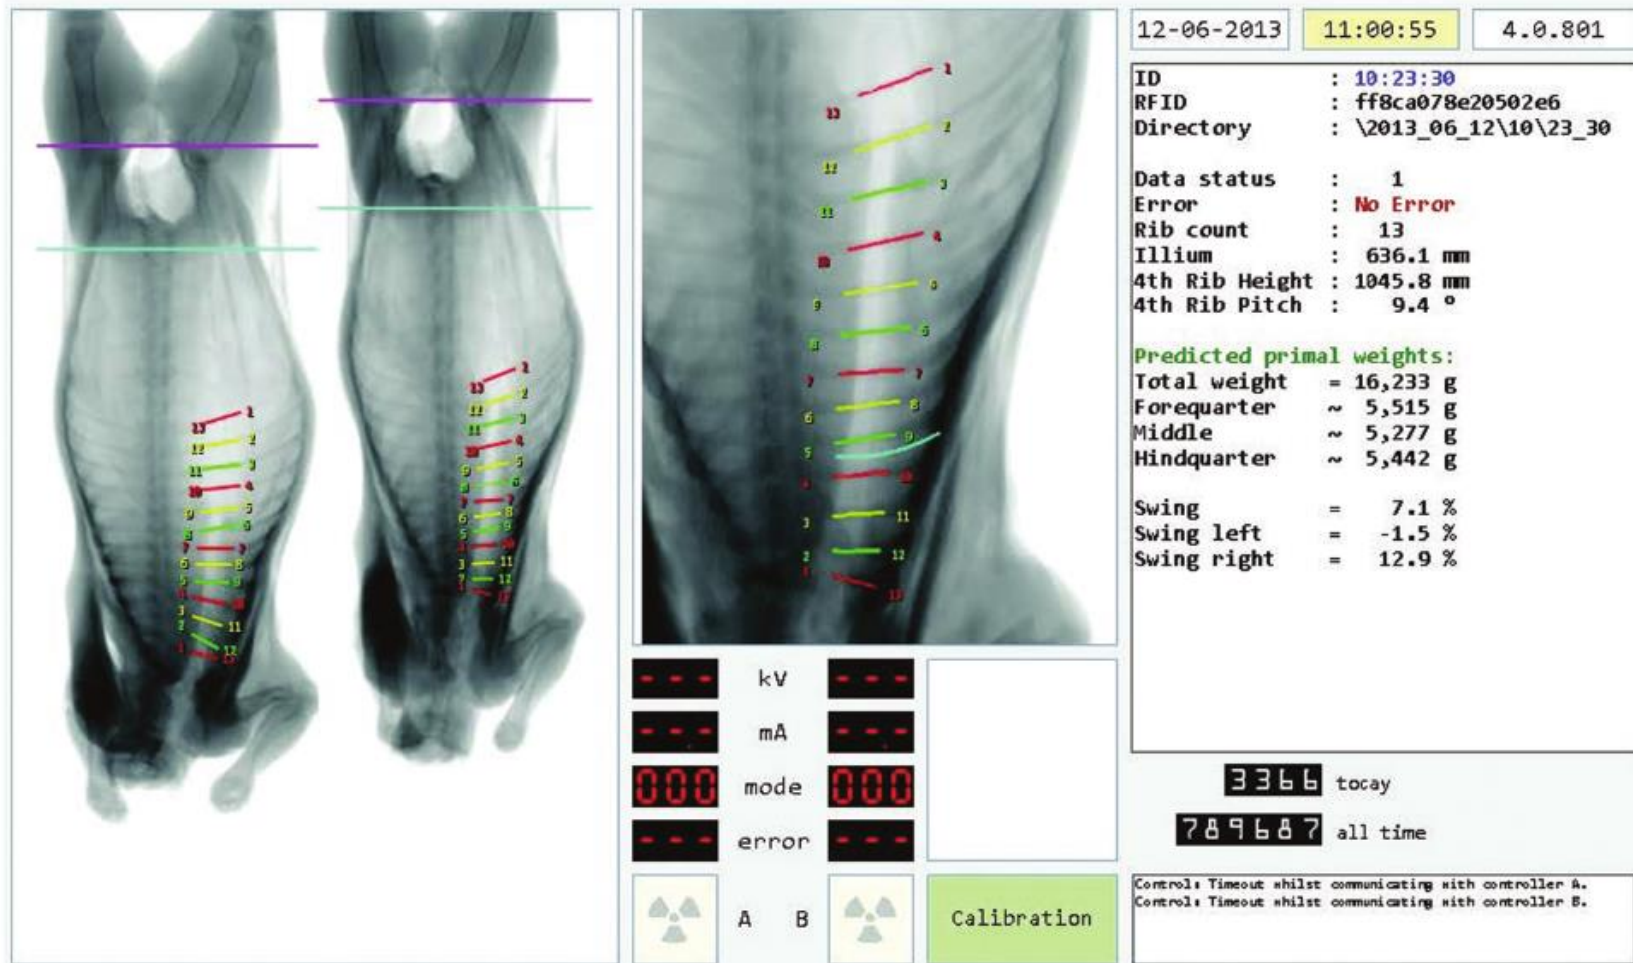 12-06-2013
11:00:55
4.0.801
ID : 10:23:30
RFID : ff8ca078e20502e6
Directory : \2013_06_12\10\23_30
Data status : 1
Error : No Error
Rib count : 13
Illium : 636.1 mm
4th Rib Height : 1045.8 mm
4th Rib Pitch : 9.4 º
Predicted primal weights:
Total weight = 16,233 g
Forequarter ~ 5,515 g
Middle ~ 5,277 g
Hindquarter ~ 5,442 g
Swing = 7.1 %
Swing left = -1.5 %
Swing right = 12.9 %
--- kV ---
--- mA ---
000 mode 000
--- error ---
A B
Calibration
3366 tocay
789687 all time
Control: Timeout whilst communicating with controller A.
Control: Timeout whilst communicating with controller B.